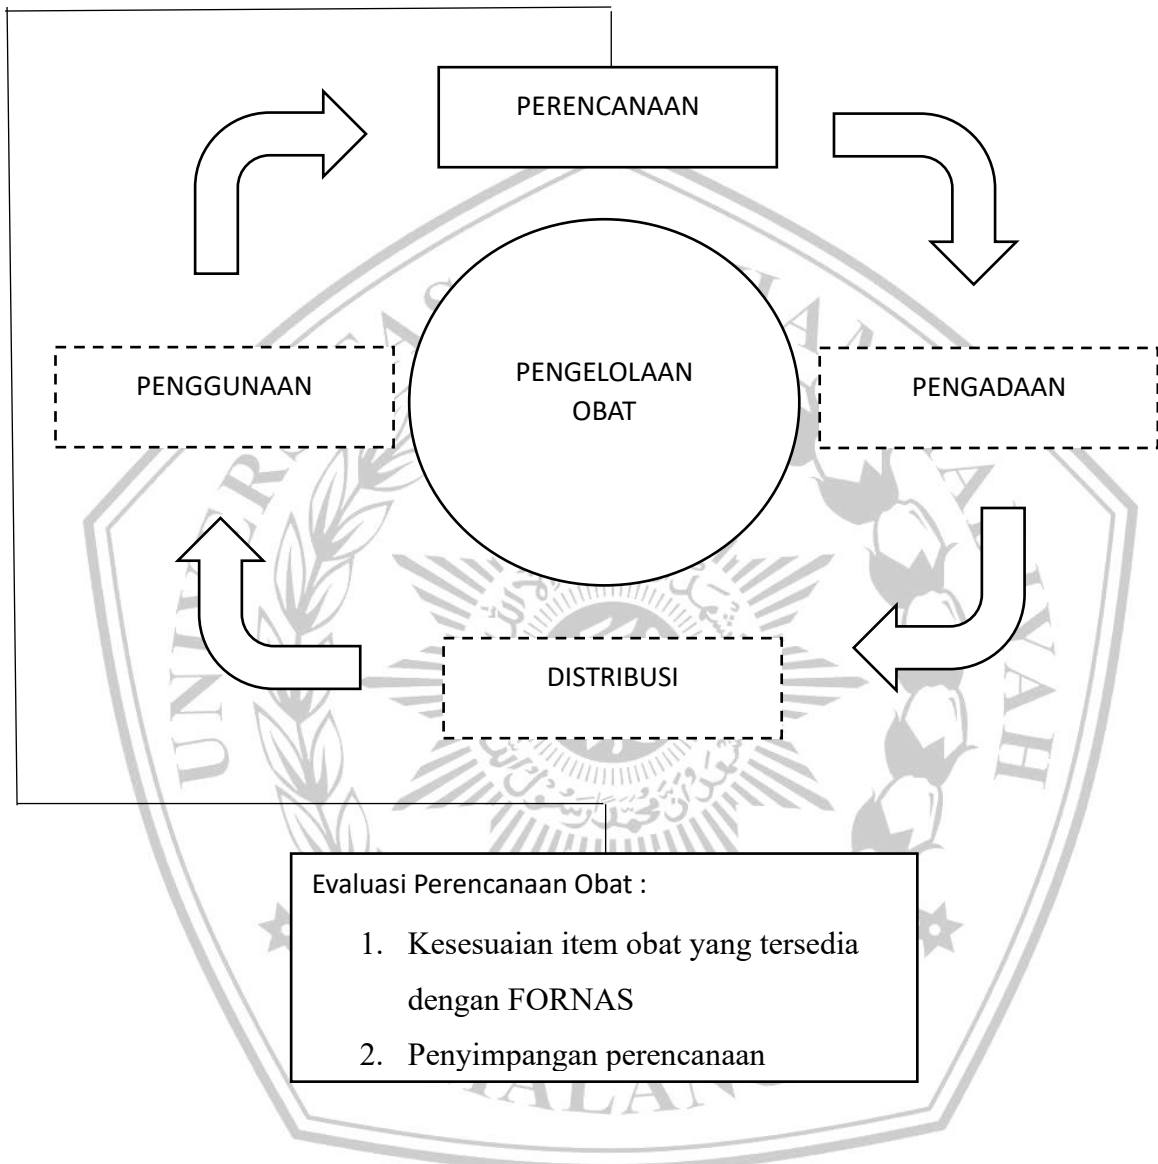 PERENCANAAN
PENGGUNAAN
PENGELOLAAN
OBAT
PENGADAAN
DISTRIBUSI
Evaluasi Perencanaan Obat :
1. Kesesuaian item obat yang tersedia
dengan FORNAS
2. Penyimpangan perencanaan